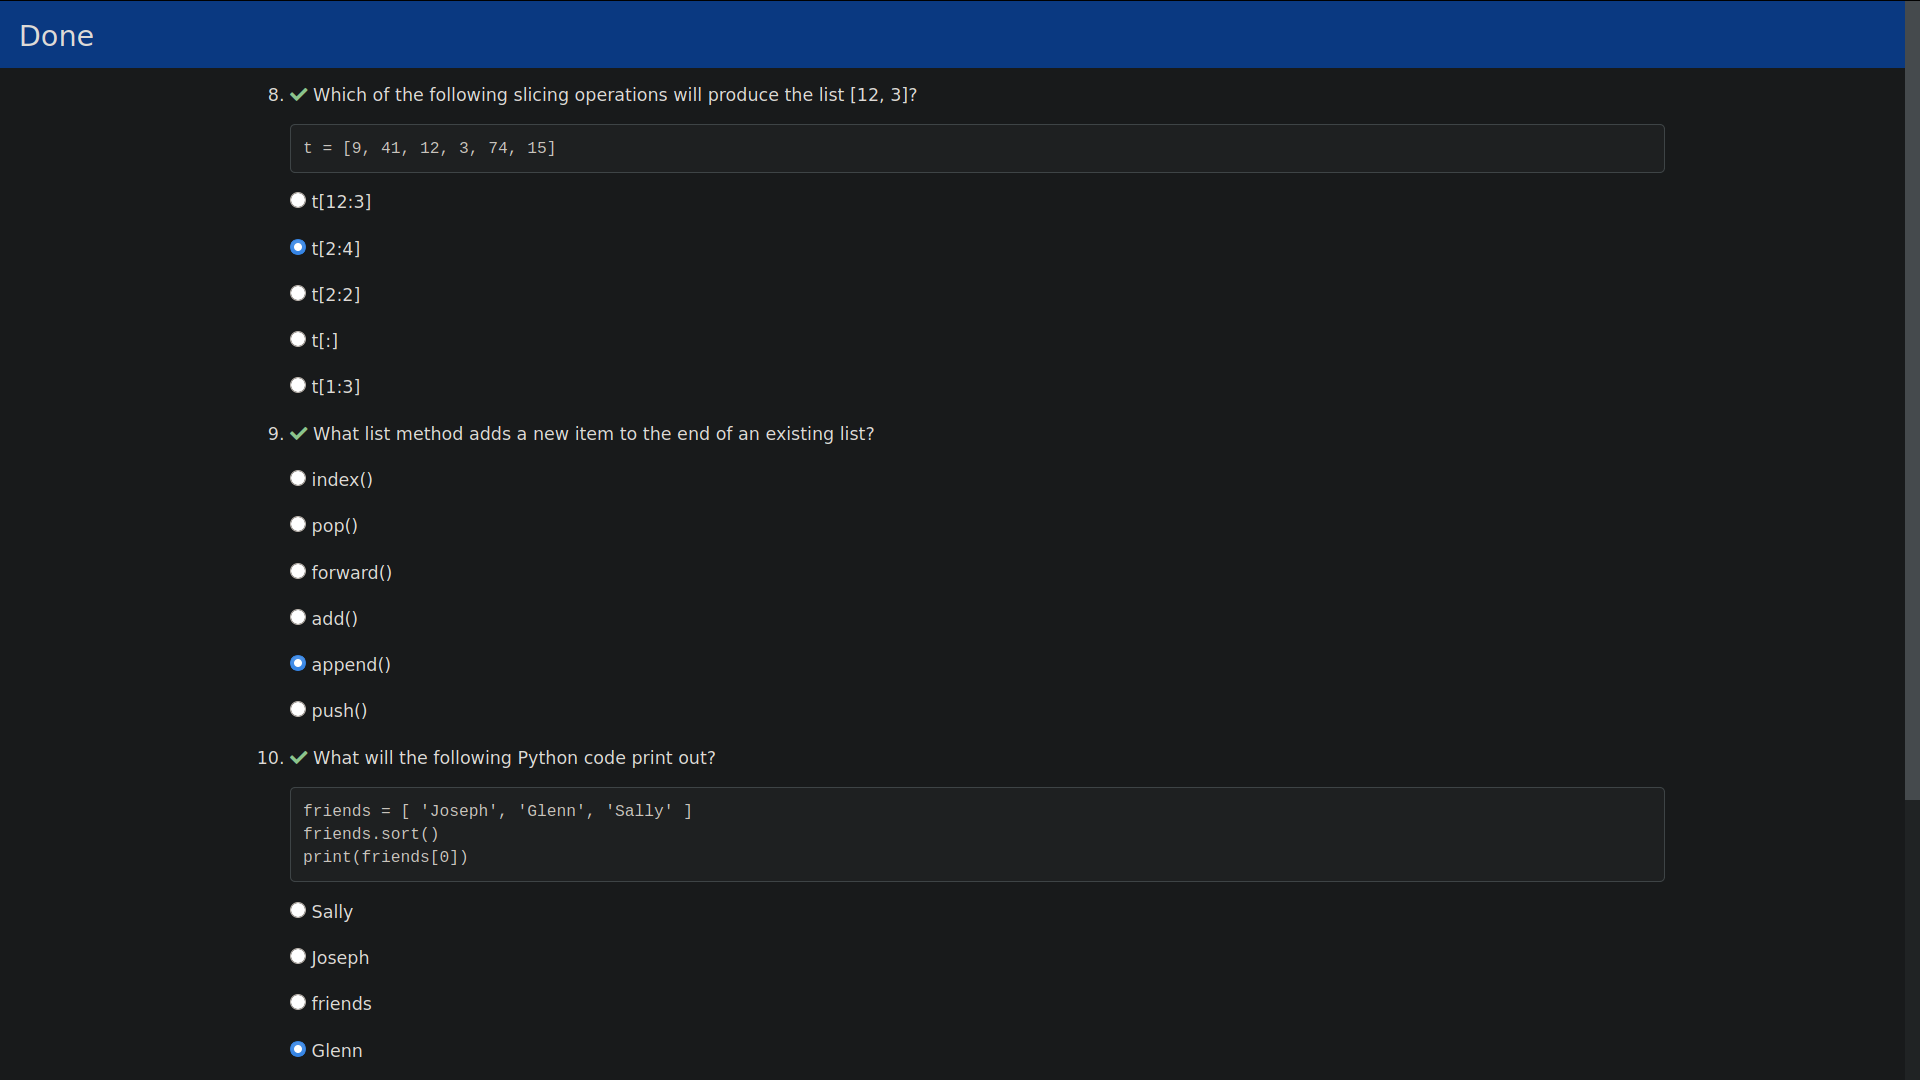 Done
8. Which of the following slicing operations will produce the list [12, 3]?
t = [9, 41, 12, 3, 74, 15]
t[12:3]
t[2:4]
t[2:2]
t[:]
t[1:3]
9. What list method adds a new item to the end of an existing list?
index()
pop()
forward()
add()
append()
push()
10. What will the following Python code print out?
friends = [ 'Joseph', 'Glenn', 'Sally' ]
friends.sort()
print(friends[0])
Sally
Joseph
friends
Glenn